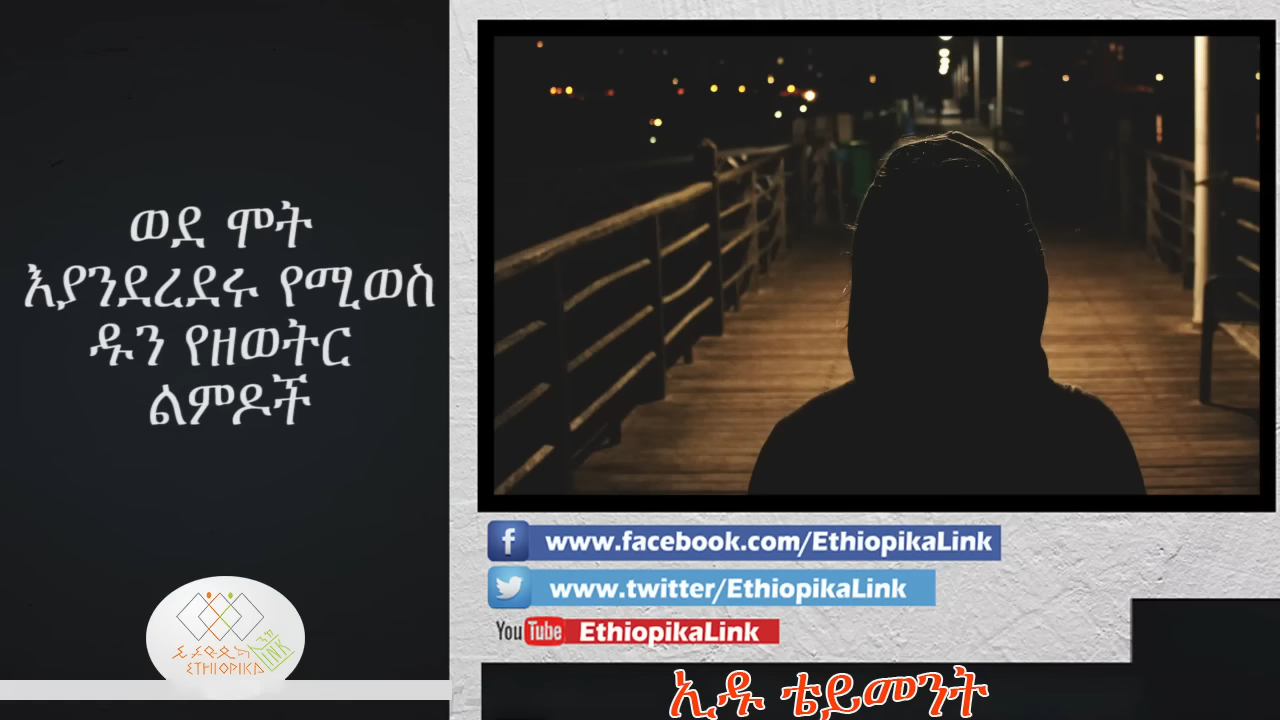 ወደ ሞት
እያንደረደሩ የሚወስ
ዱን የዘወትር
ልምዶች
ETHIOPIKA
LINK
f www.facebook.com/EthiopikaLink
www.twitter/EthiopikaLink
YouTube EthiopikaLink
ኢዱ ቴይመንት